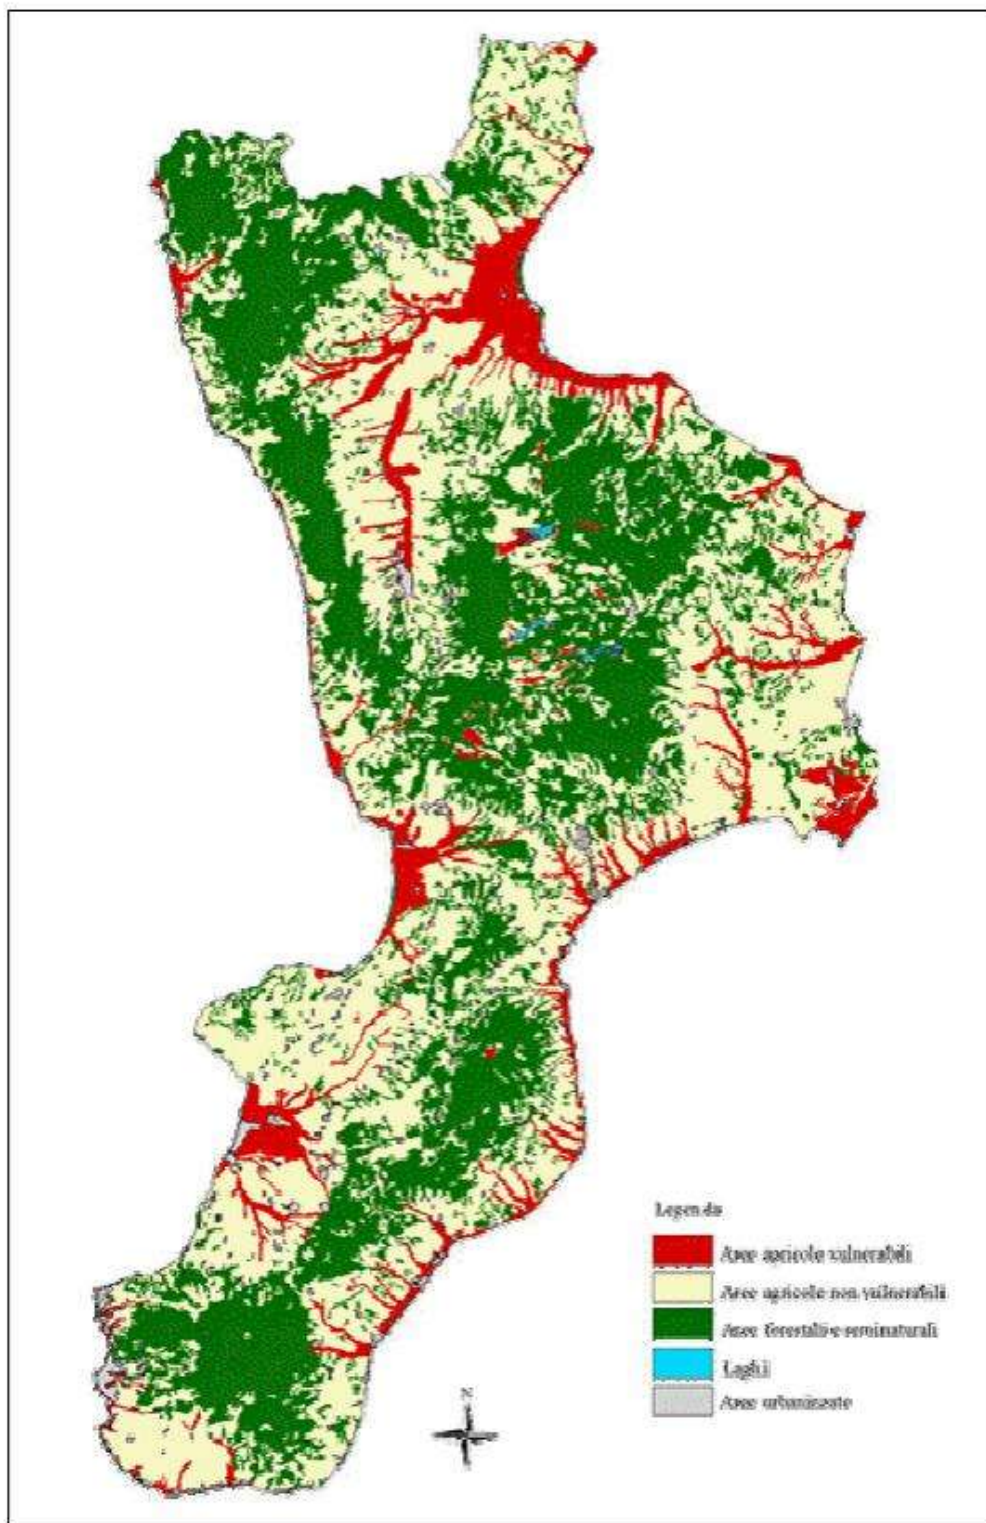 N
Legenda
Aree agricole vulnerabili
Aree agricole non vulnerabili
Aree forestali e seminaturali
Laghi
Aree urbanizzate